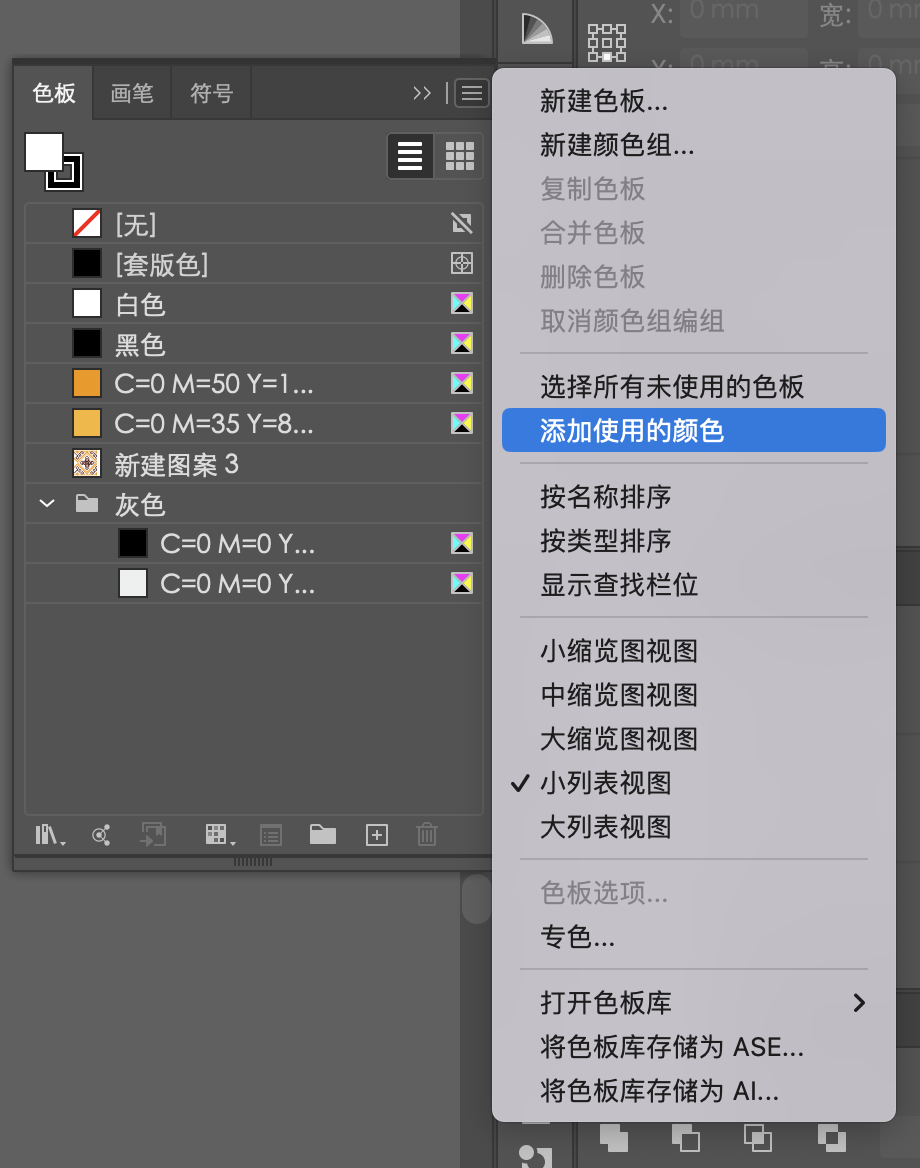 X: 0 mm 宽: 0 mm
色板 画笔 符号
[无]
[套版色]
白色
黑色
C=0 M=50 Y=1...
C=0 M=35 Y=8...
新建图案 3
灰色
C=0 M=0 Y...
C=0 M=0 Y...
新建色板...
新建颜色组...
复制色板
合并色板
删除色板
取消颜色组编组
选择所有未使用的色板
添加使用的颜色
按名称排序
按类型排序
显示查找栏位
小缩览图视图
中缩览图视图
大缩览图视图
小列表视图
大列表视图
色板选项...
专色...
打开色板库
将色板库存储为 ASE...
将色板库存储为 AI...